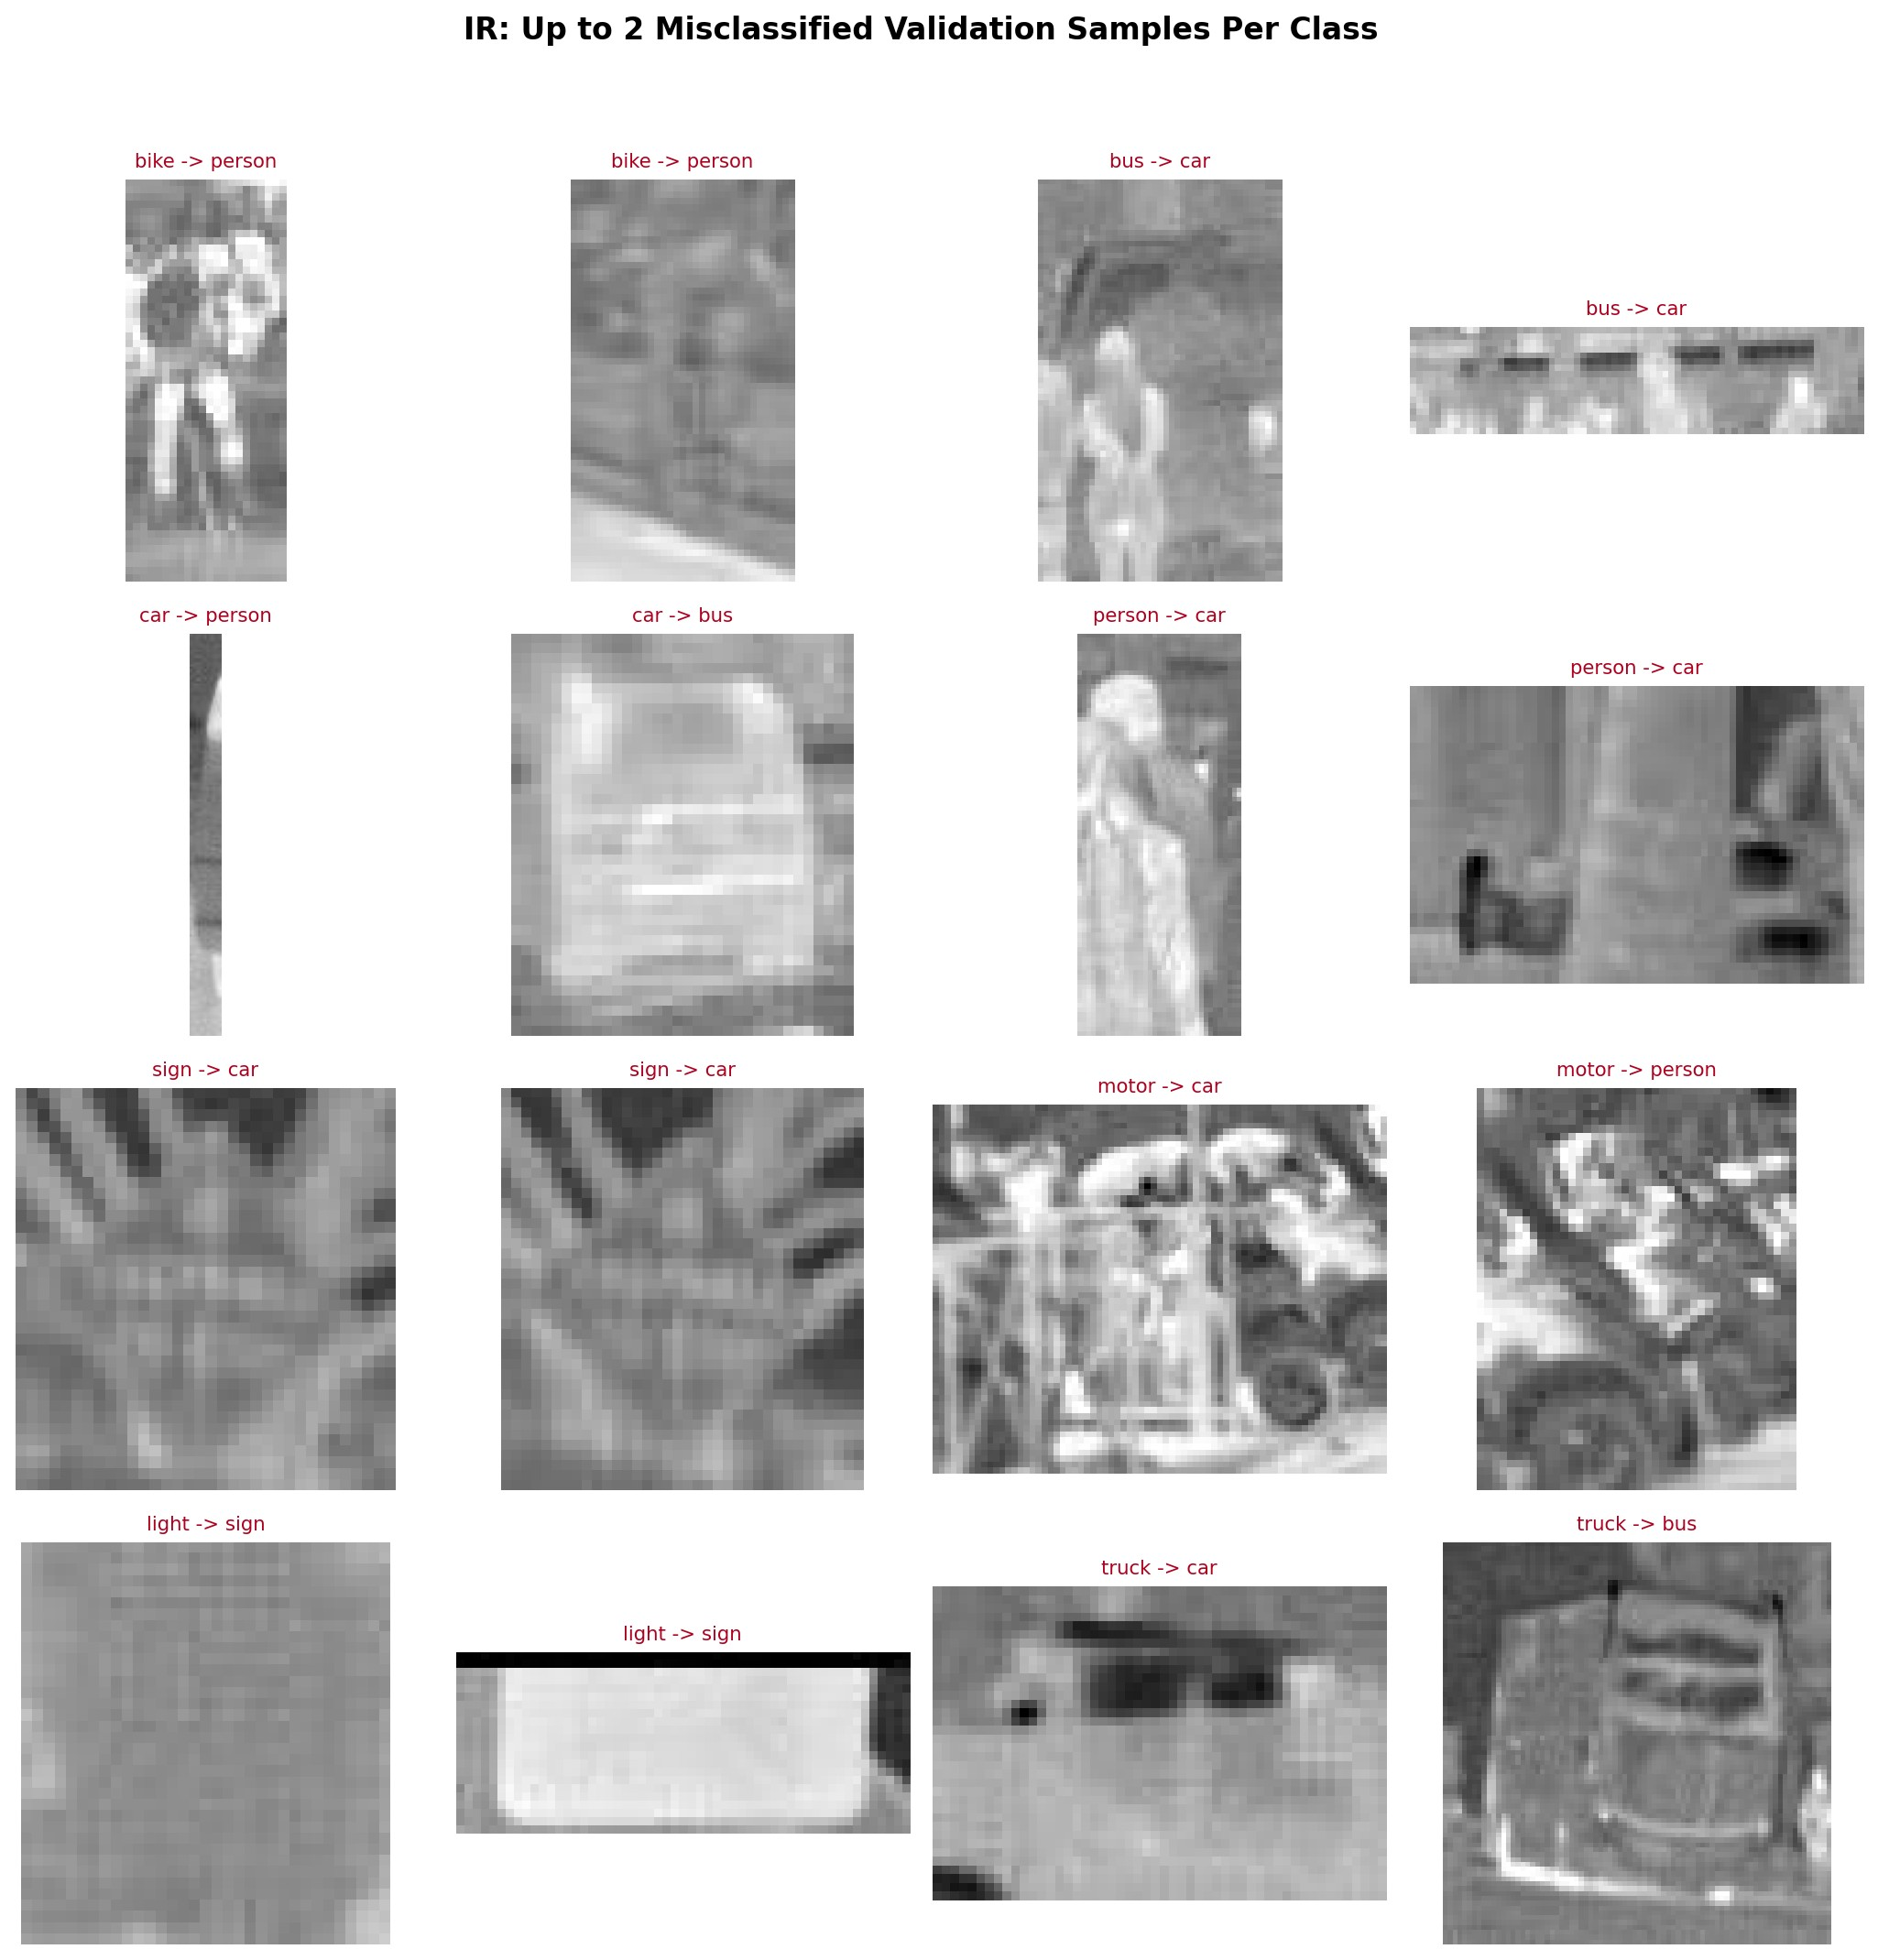 IR: Up to 2 Misclassified Validation Samples Per Class
bike -> person
bike -> person
bus -> car
bus -> car
car -> person
car -> bus
person -> car
person -> car
sign -> car
sign -> car
motor -> car
motor -> person
light -> sign
light -> sign
truck -> car
truck -> bus